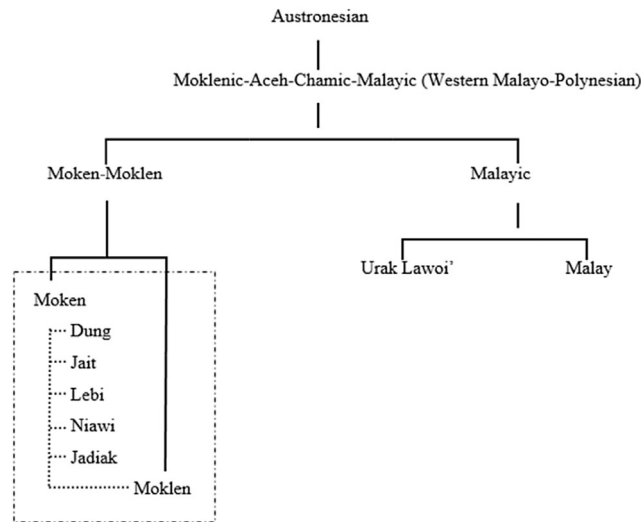 Austronesian
Moklenic-Aceh-Chamic-Malayic (Western Malayo-Polynesian)
Moken-Moklen
Malayic
Urak Lawoi’
Malay
Moken
Dung
Jait
Lebi
Niawi
Jadiak
Moklen